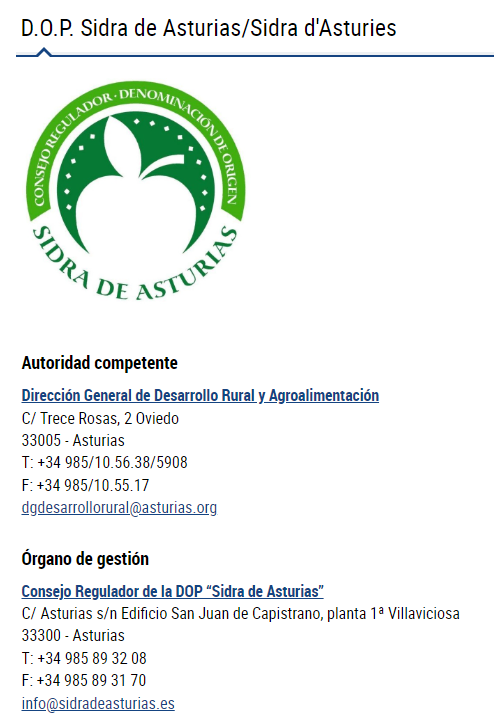 D.O.P. Sidra de Asturias/Sidra d'Asturies
CONSEJO REGULADOR · DENOMINACIÓN DE ORIGEN
SIDRA DE ASTURIAS
Autoridad competente
Dirección General de Desarrollo Rural y Agroalimentación
C/ Trece Rosas, 2 Oviedo
33005 - Asturias
T: +34 985/10.56.38/5908
F: +34 985/10.55.17
dgdesarrollorural@asturias.org
Órgano de gestión
Consejo Regulador de la DOP “Sidra de Asturias”
C/ Asturias s/n Edificio San Juan de Capistrano, planta 1ª Villaviciosa
33300 - Asturias
T: +34 985 89 32 08
F: +34 985 89 31 70
info@sidradeasturias.es